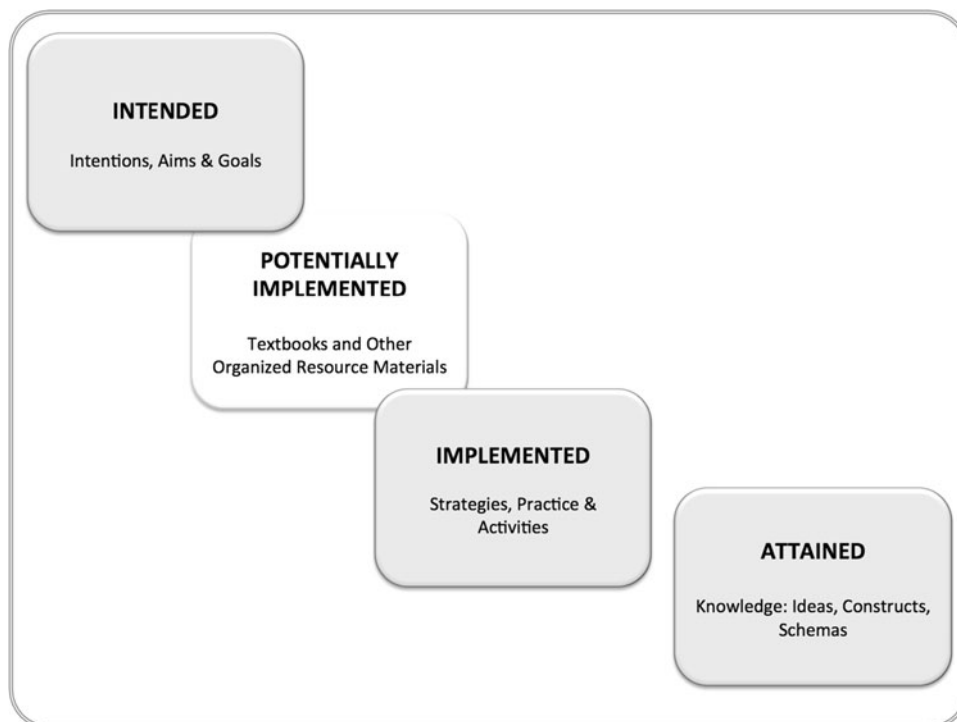 INTENDED
Intentions, Aims & Goals
POTENTIALLY
IMPLEMENTED
Textbooks and Other
Organized Resource Materials
IMPLEMENTED
Strategies, Practice &
Activities
ATTAINED
Knowledge: Ideas, Constructs,
Schemas